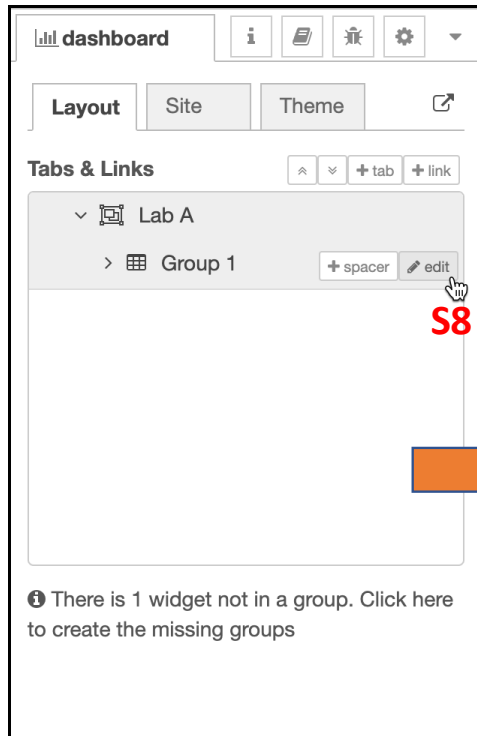 dashboard
Layout Site Theme
Tabs & Links + tab + link
Lab A
Group 1 + spacer edit
S8
There is 1 widget not in a group. Click here
to create the missing groups